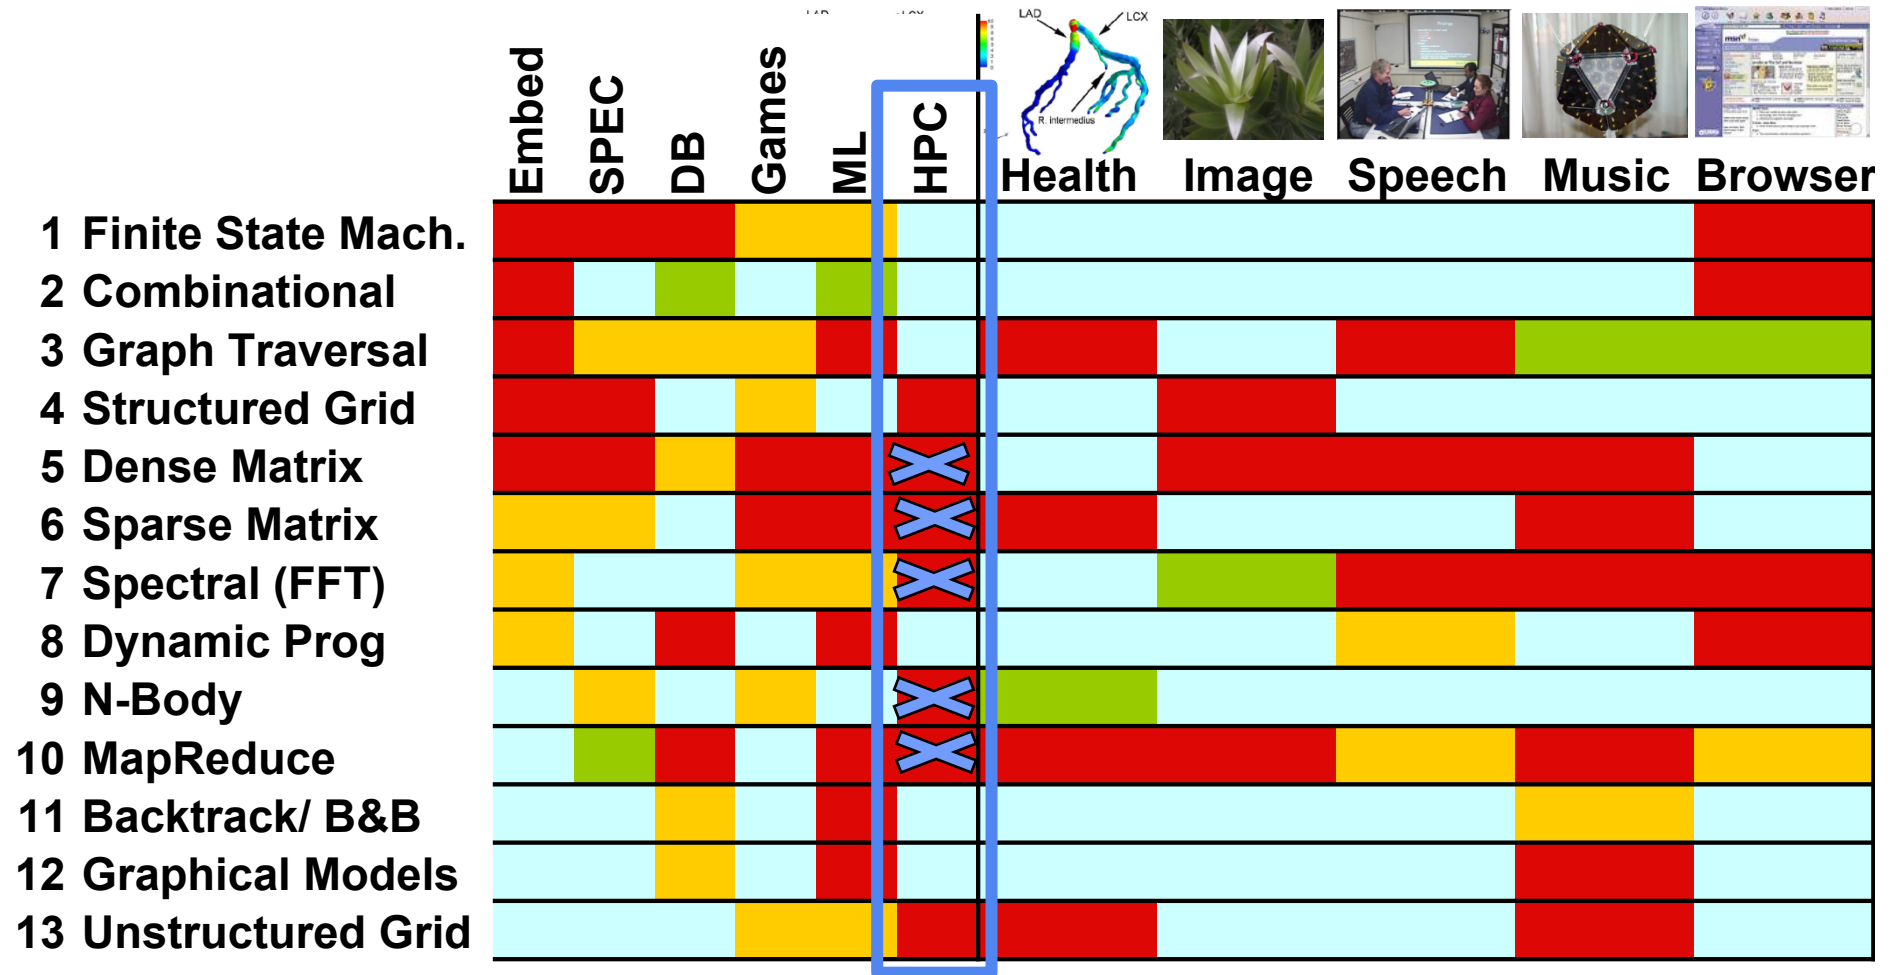 LAD
LCX
R. intermedius
msn
Embed
SPEC
DB
Games
ML
HPC
Health
Image
Speech
Music
Browser
1 Finite State Mach.
2 Combinational
3 Graph Traversal
4 Structured Grid
5 Dense Matrix
6 Sparse Matrix
7 Spectral (FFT)
8 Dynamic Prog
9 N-Body
10 MapReduce
11 Backtrack/ B&B
12 Graphical Models
13 Unstructured Grid